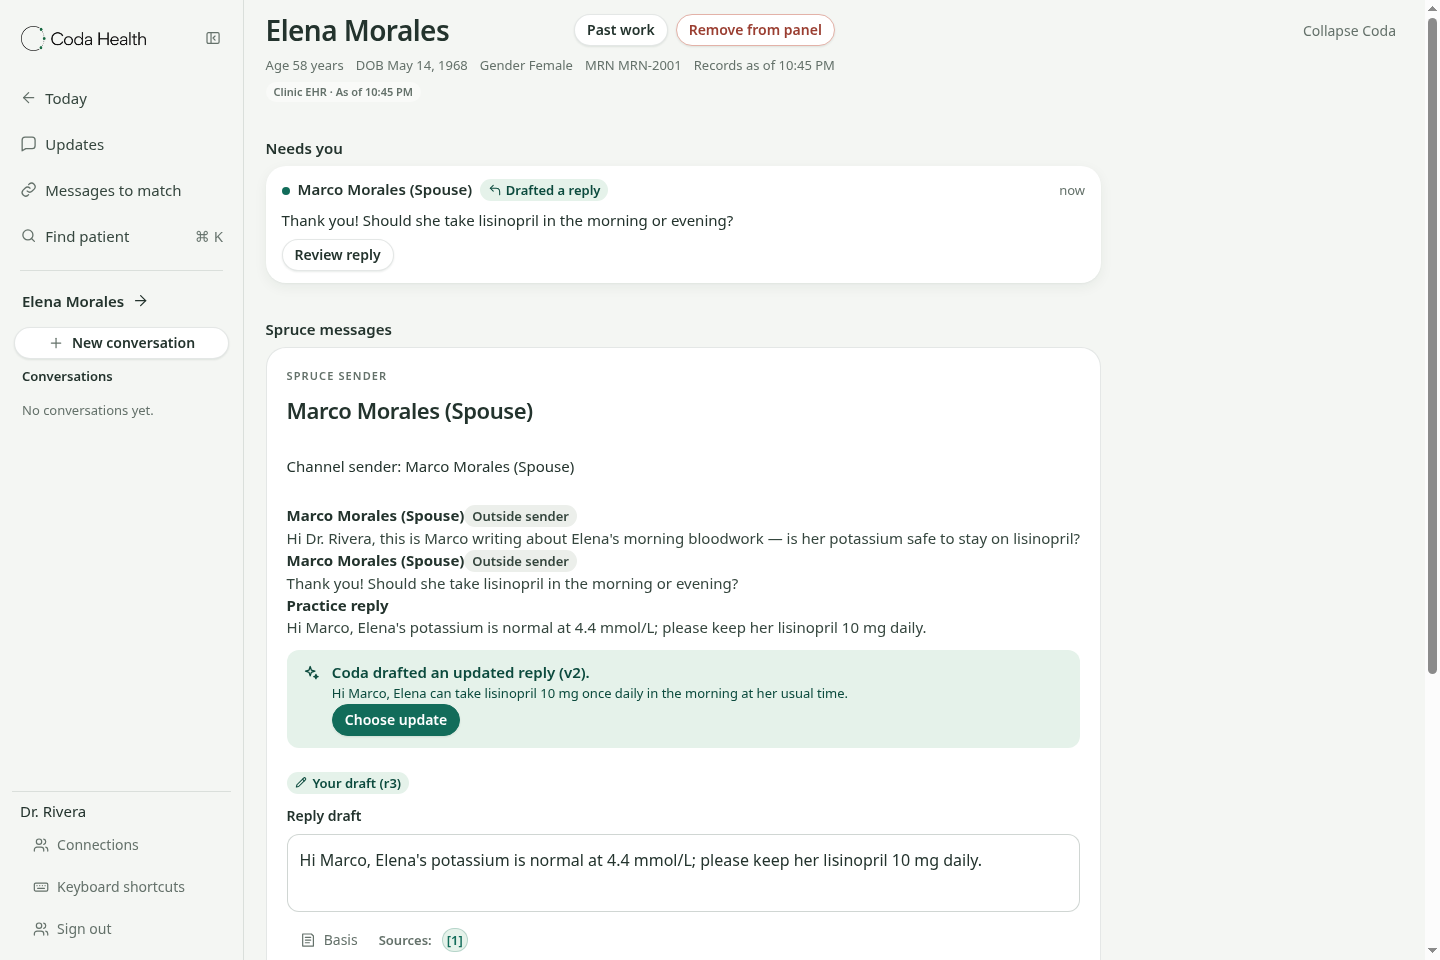 Coda Health
Today
Updates
Messages to match
Find patient ⌘ K
Elena Morales
New conversation
Conversations
No conversations yet.
Dr. Rivera
Connections
Keyboard shortcuts
Sign out
Elena Morales
Past work
Remove from panel
Collapse Coda
Age 58 years DOB May 14, 1968 Gender Female MRN MRN-2001 Records as of 10:45 PM
Clinic EHR · As of 10:45 PM
Needs you
Marco Morales (Spouse) Drafted a reply now
Thank you! Should she take lisinopril in the morning or evening?
Review reply
Spruce messages
SPRUCE SENDER
Marco Morales (Spouse)
Channel sender: Marco Morales (Spouse)
Marco Morales (Spouse) Outside sender
Hi Dr. Rivera, this is Marco writing about Elena's morning bloodwork — is her potassium safe to stay on lisinopril?
Marco Morales (Spouse) Outside sender
Thank you! Should she take lisinopril in the morning or evening?
Practice reply
Hi Marco, Elena's potassium is normal at 4.4 mmol/L; please keep her lisinopril 10 mg daily.
Coda drafted an updated reply (v2).
Hi Marco, Elena can take lisinopril 10 mg once daily in the morning at her usual time.
Choose update
Your draft (r3)
Reply draft
Hi Marco, Elena's potassium is normal at 4.4 mmol/L; please keep her lisinopril 10 mg daily.
Basis Sources: [1]